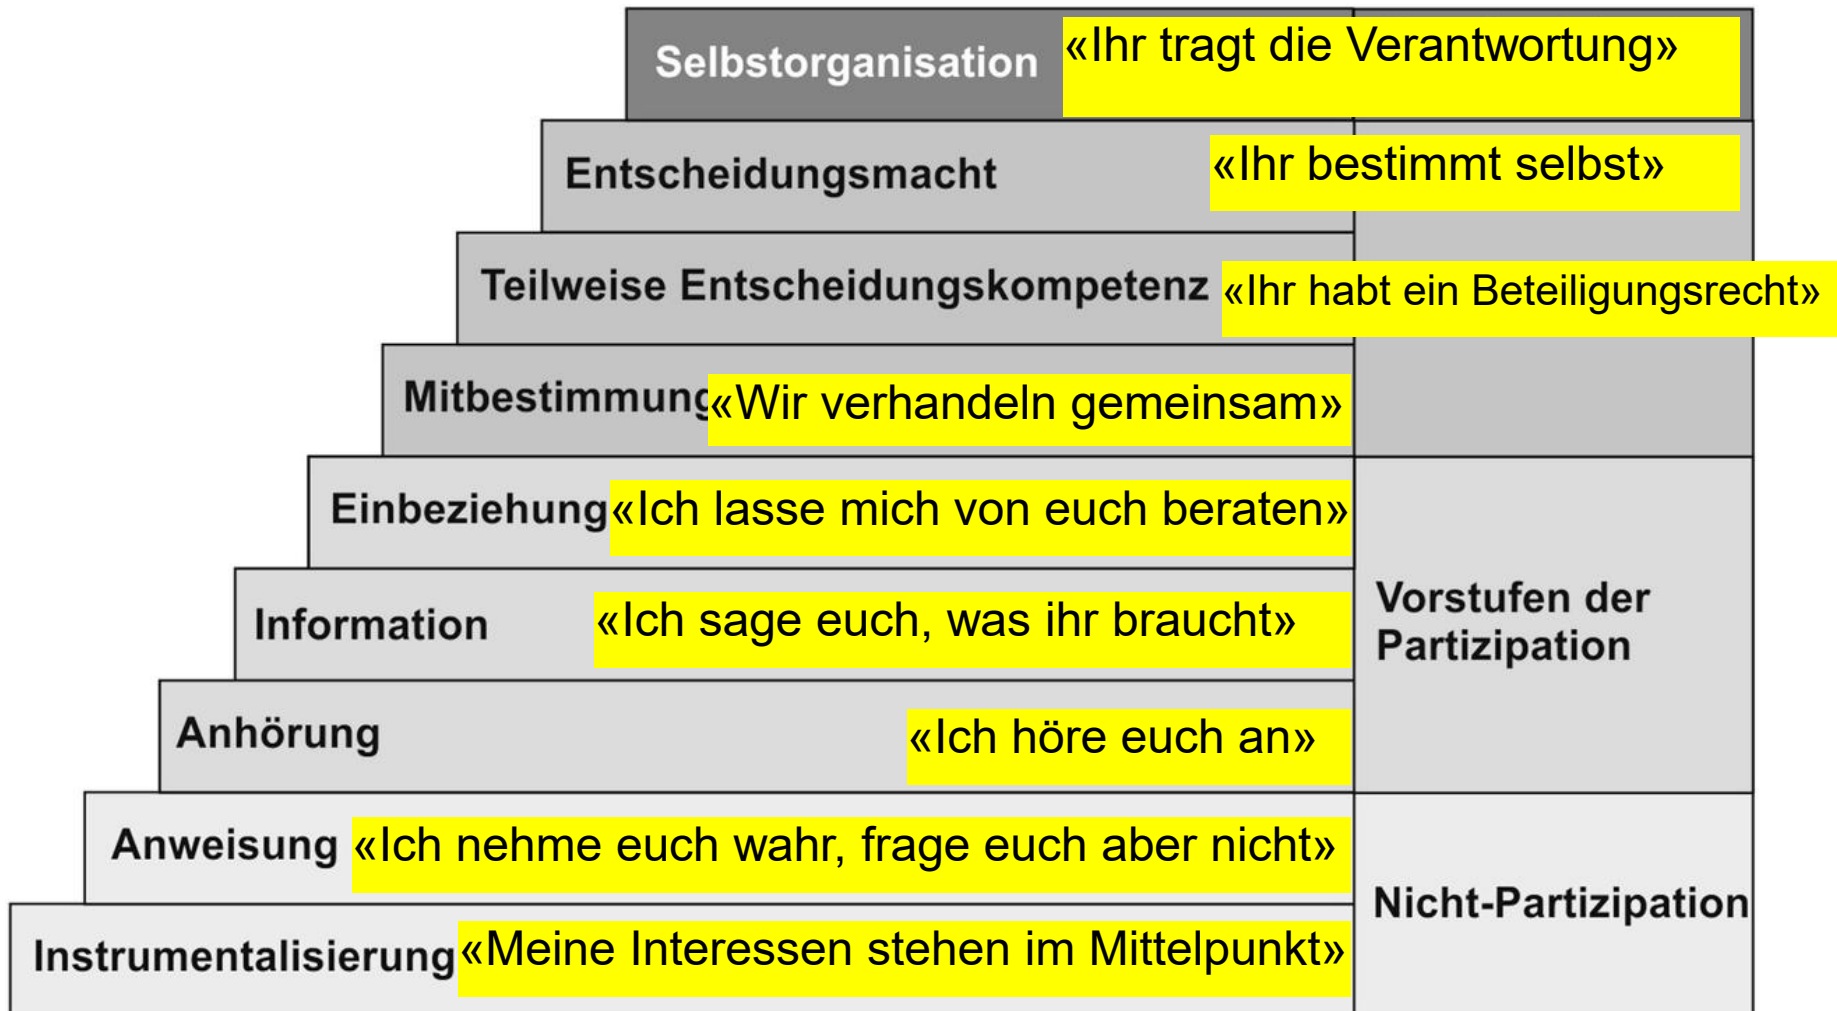 Selbstorganisation «Ihr tragt die Verantwortung»
Entscheidungsmacht «Ihr bestimmt selbst»
Teilweise Entscheidungskompetenz «Ihr habt ein Beteiligungsrecht»
Mitbestimmung «Wir verhandeln gemeinsam»
Einbeziehung «Ich lasse mich von euch beraten»
Information «Ich sage euch, was ihr braucht»
Vorstufen der
Partizipation
Anhörung «Ich höre euch an»
Anweisung «Ich nehme euch wahr, frage euch aber nicht»
Nicht-Partizipation
Instrumentalisierung «Meine Interessen stehen im Mittelpunkt»